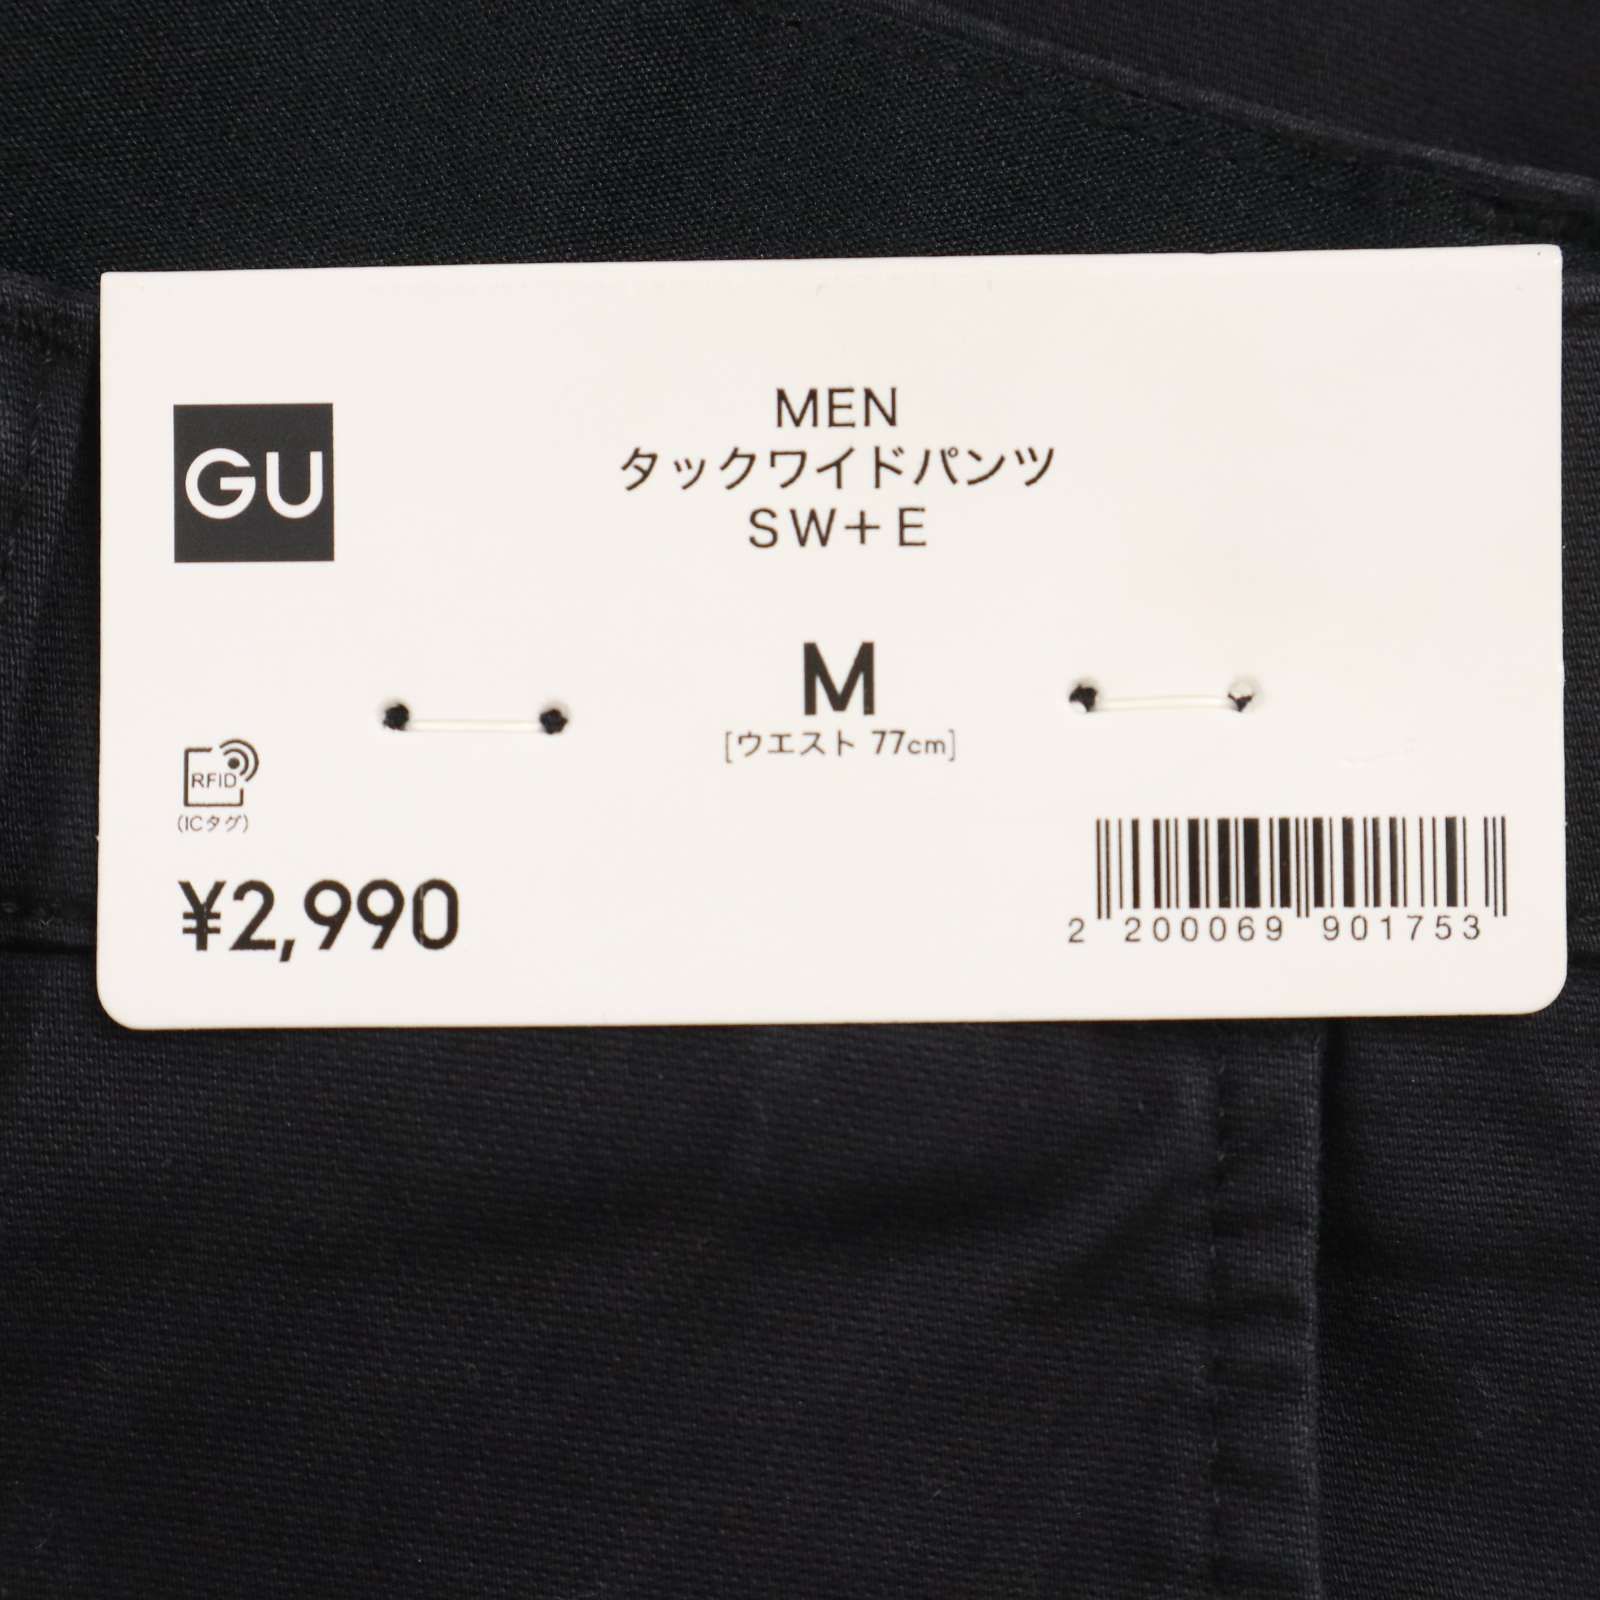 GU
MEN
タックワイドパンツ
SW+E
M
[ウエスト 77cm]
RFID
(ICタグ)
¥2,990
2 200069 901753